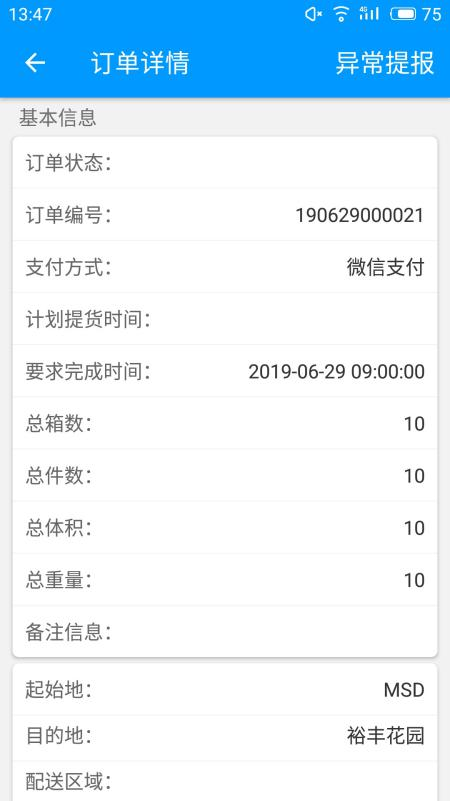 13:47
4G
75
订单详情
异常提报
基本信息
订单状态：
订单编号： 190629000021
支付方式： 微信支付
计划提货时间：
要求完成时间： 2019-06-29 09:00:00
总箱数： 10
总件数： 10
总体积： 10
总重量： 10
备注信息：
起始地： MSD
目的地： 裕丰花园
配送区域：